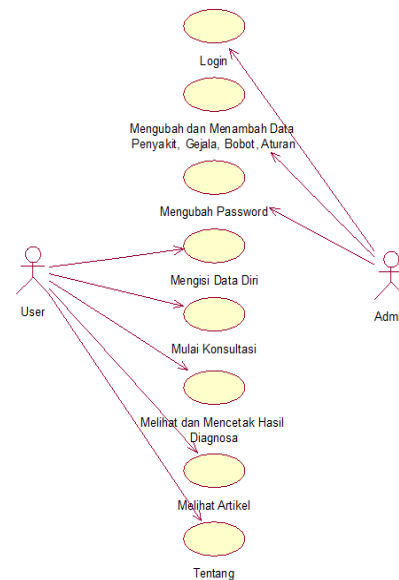 Login
Mengubah dan Menambah Data
Penyakit, Gejala, Bobot, Aturan
Mengubah Password
Mengisi Data Diri
User
Adm
Mulai Konsultasi
Melihat dan Mencetak Hasil
Diagnosa
Melihat Artikel
Tentang